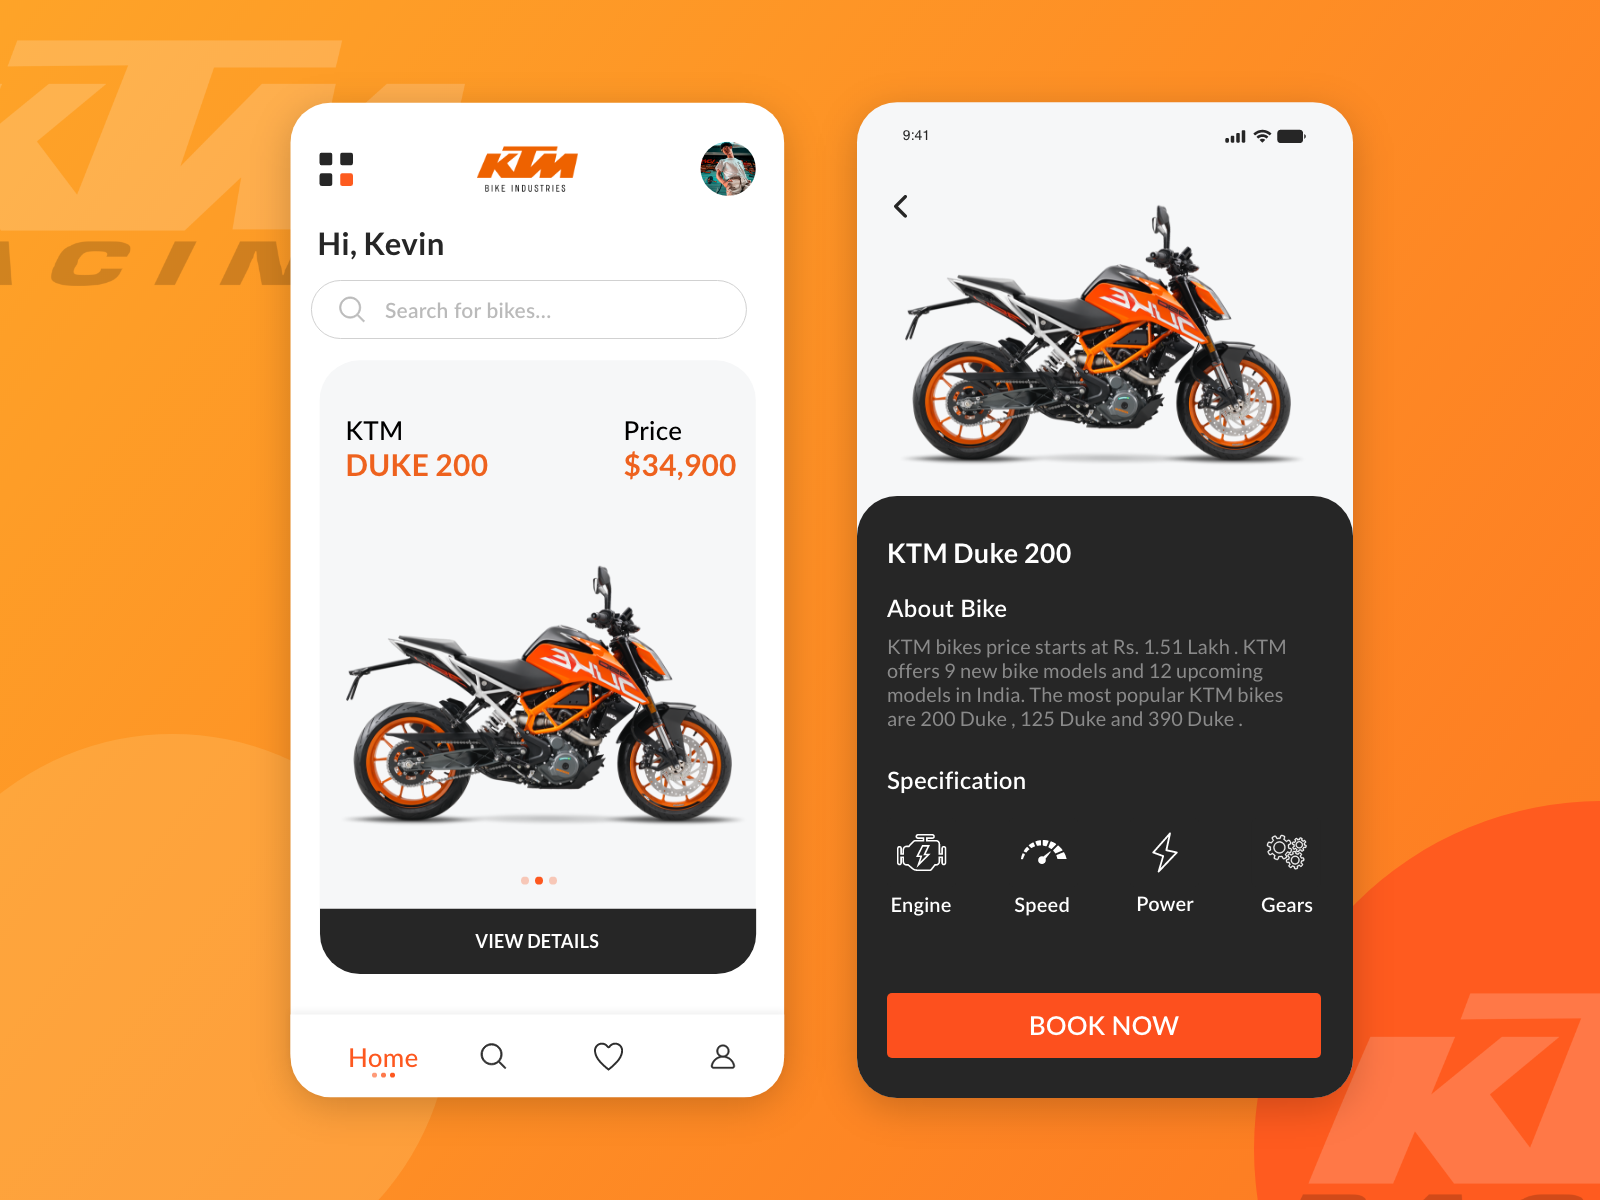 KTM
ACIN
KTM
BIKE INDUSTRIES
Hi, Kevin
Search for bikes...
KTM
DUKE 200
Price
$34,900
VIEW DETAILS
Home
9:41
KTM Duke 200
About Bike
KTM bikes price starts at Rs. 1.51 Lakh . KTM
offers 9 new bike models and 12 upcoming
models in India. The most popular KTM bikes
are 200 Duke , 125 Duke and 390 Duke .
Specification
Engine
Speed
Power
Gears
BOOK NOW
KT